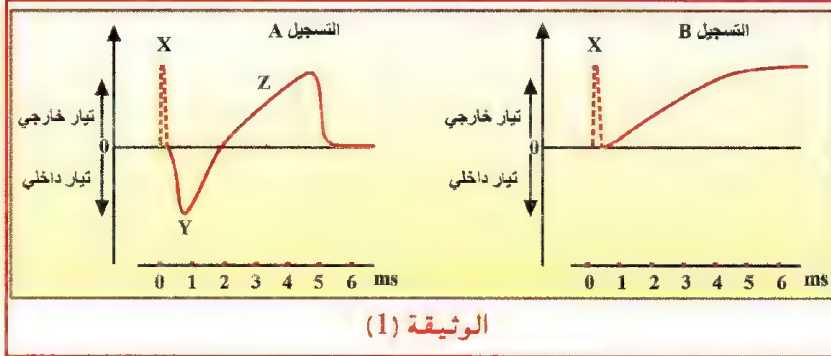 التسجيل A
X
Z
Y
تيار خارجي
0
تيار داخلي
0 1 2 3 4 5 6 ms
التسجيل B
X
تيار خارجي
0
تيار داخلي
0 1 2 3 4 5 6 ms
الوثيقة (1)